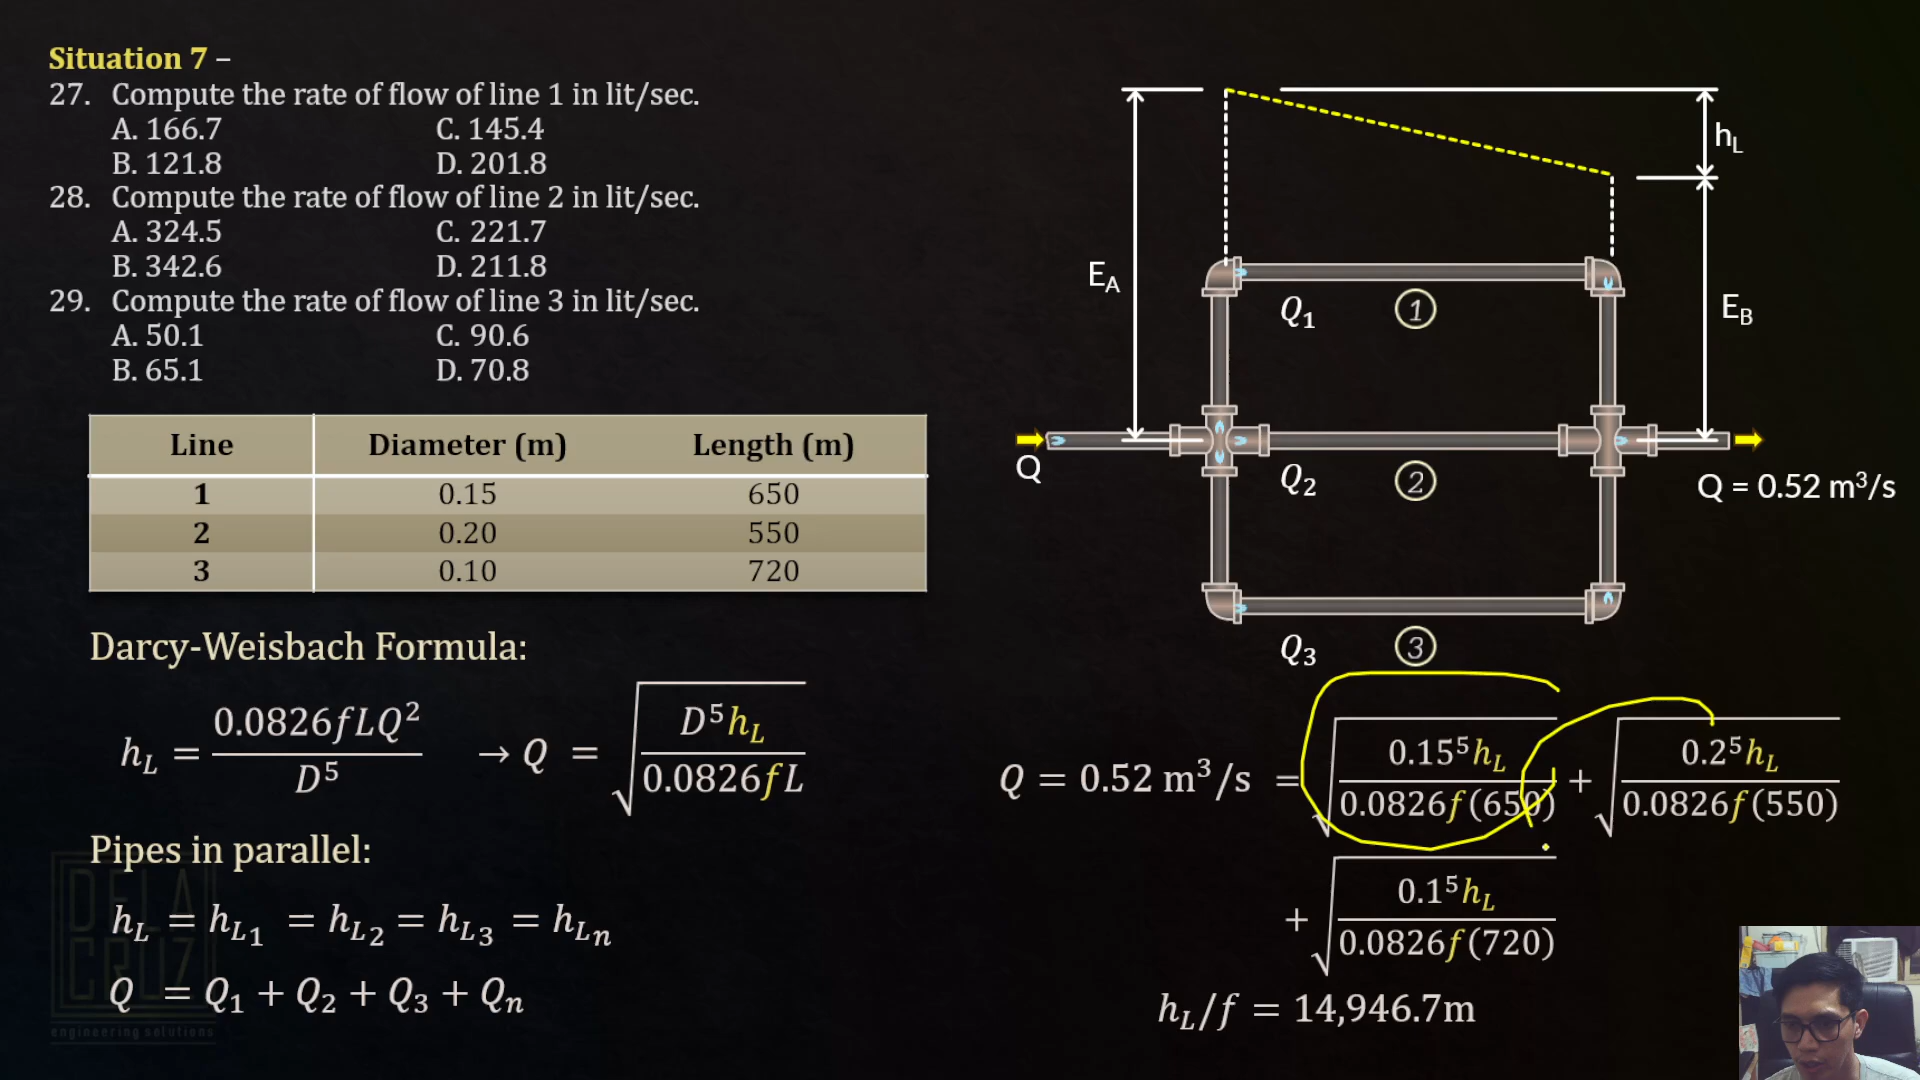 Situation 7 –
27. Compute the rate of flow of line 1 in lit/sec.
A. 166.7 C. 145.4
B. 121.8 D. 201.8
28. Compute the rate of flow of line 2 in lit/sec.
A. 324.5 C. 221.7
B. 342.6 D. 211.8
29. Compute the rate of flow of line 3 in lit/sec.
A. 50.1 C. 90.6
B. 65.1 D. 70.8
Line Diameter (m) Length (m)
1 0.15 650
2 0.20 550
3 0.10 720
Darcy-Weisbach Formula:
h_L = 0.0826fLQ² / D⁵ → Q = √(D⁵h_L / 0.0826fL)
Pipes in parallel:
h_L = h_L₁ = h_L₂ = h_L₃ = h_Lₙ
Q = Q₁ + Q₂ + Q₃ + Qₙ
DELA
CRUZ
engineering solutions
h_L
E_A
E_B
Q₁ ①
Q
Q₂ ②
Q = 0.52 m³/s
Q₃ ③
Q = 0.52 m³/s = √(0.15⁵h_L / 0.0826f(650)) + √(0.2⁵h_L / 0.0826f(550))
+ √(0.1⁵h_L / 0.0826f(720))
h_L/f = 14,946.7m